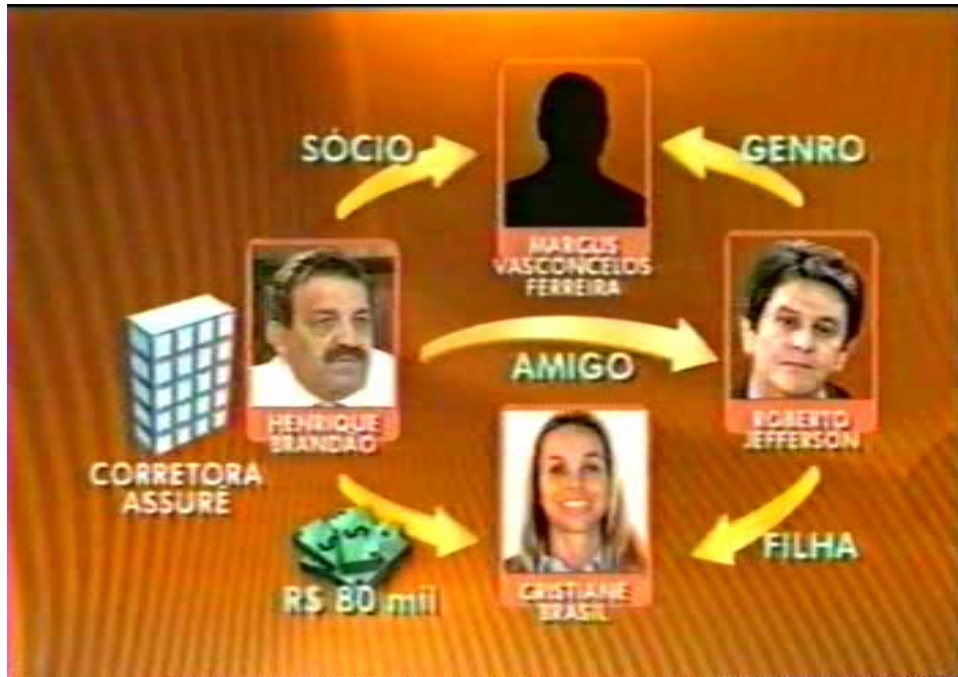 SÓCIO
GENRO
MARCUS
VASCONCELOS
FERREIRA
AMIGO
HENRIQUE
BRANDÃO
ROBERTO
JEFFERSON
CORRETORA
ASSURÊ
R$ 80 mil
FILHA
CRISTIANE
BRASIL